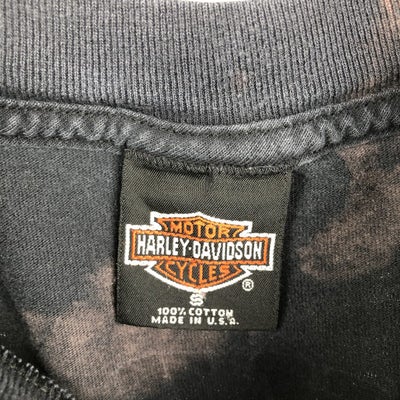 MOTOR
HARLEY-DAVIDSON
CYCLES
S
®
100% COTTON
MADE IN U.S.A.